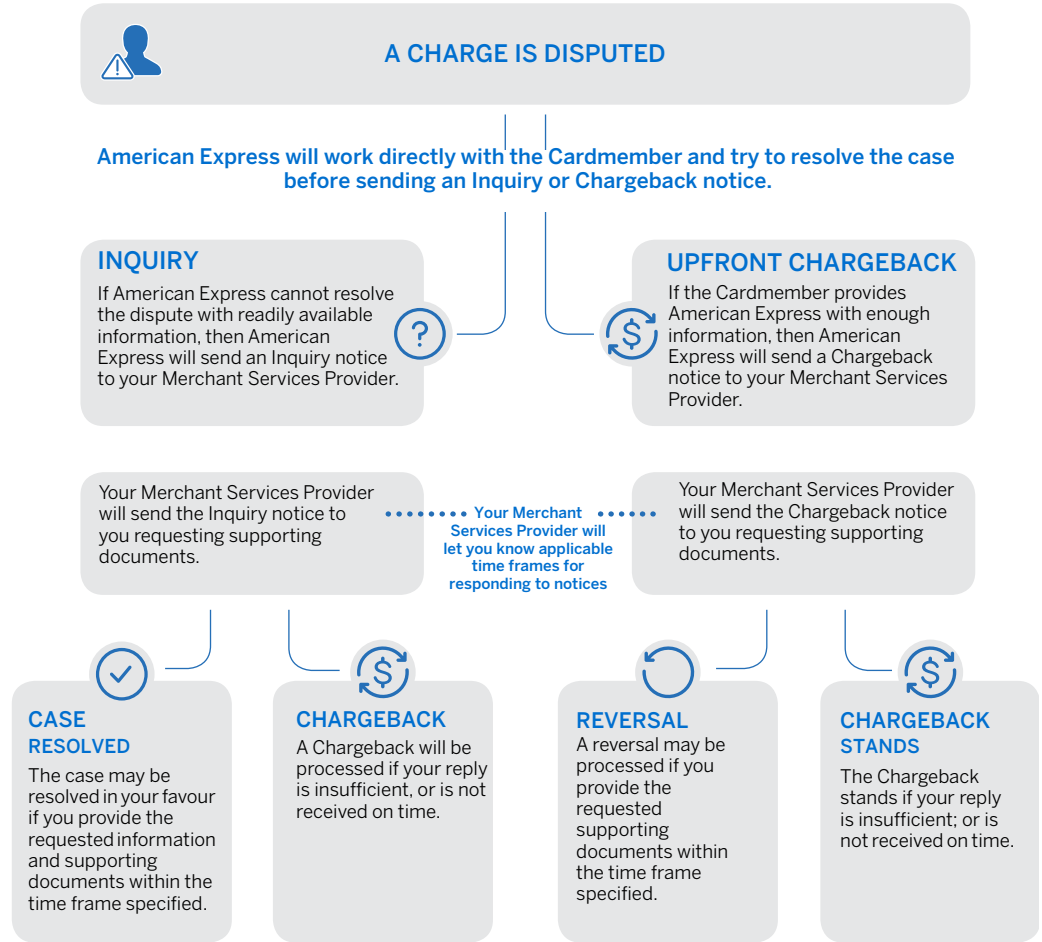 A CHARGE IS DISPUTED
American Express will work directly with the Cardmember and try to resolve the case
before sending an Inquiry or Chargeback notice.
INQUIRY
If American Express cannot resolve
the dispute with readily available
information, then American
Express will send an Inquiry notice
to your Merchant Services Provider.
?
UPFRONT CHARGEBACK
If the Cardmember provides
American Express with enough
information, then American
Express will send a Chargeback
notice to your Merchant Services
Provider.
$
Your Merchant Services Provider
will send the Inquiry notice to
you requesting supporting
documents.
Your Merchant
Services Provider will
let you know applicable
time frames for
responding to notices
Your Merchant Services Provider
will send the Chargeback notice
to you requesting supporting
documents.
CASE
RESOLVED
The case may be
resolved in your favour
if you provide the
requested information
and supporting
documents within the
time frame specified.
$
CHARGEBACK
A Chargeback will be
processed if your reply
is insufficient, or is not
received on time.
REVERSAL
A reversal may be
processed if you
provide the
requested
supporting
documents within
the time frame
specified.
$
CHARGEBACK
STANDS
The Chargeback
stands if your reply
is insufficient; or is
not received on time.